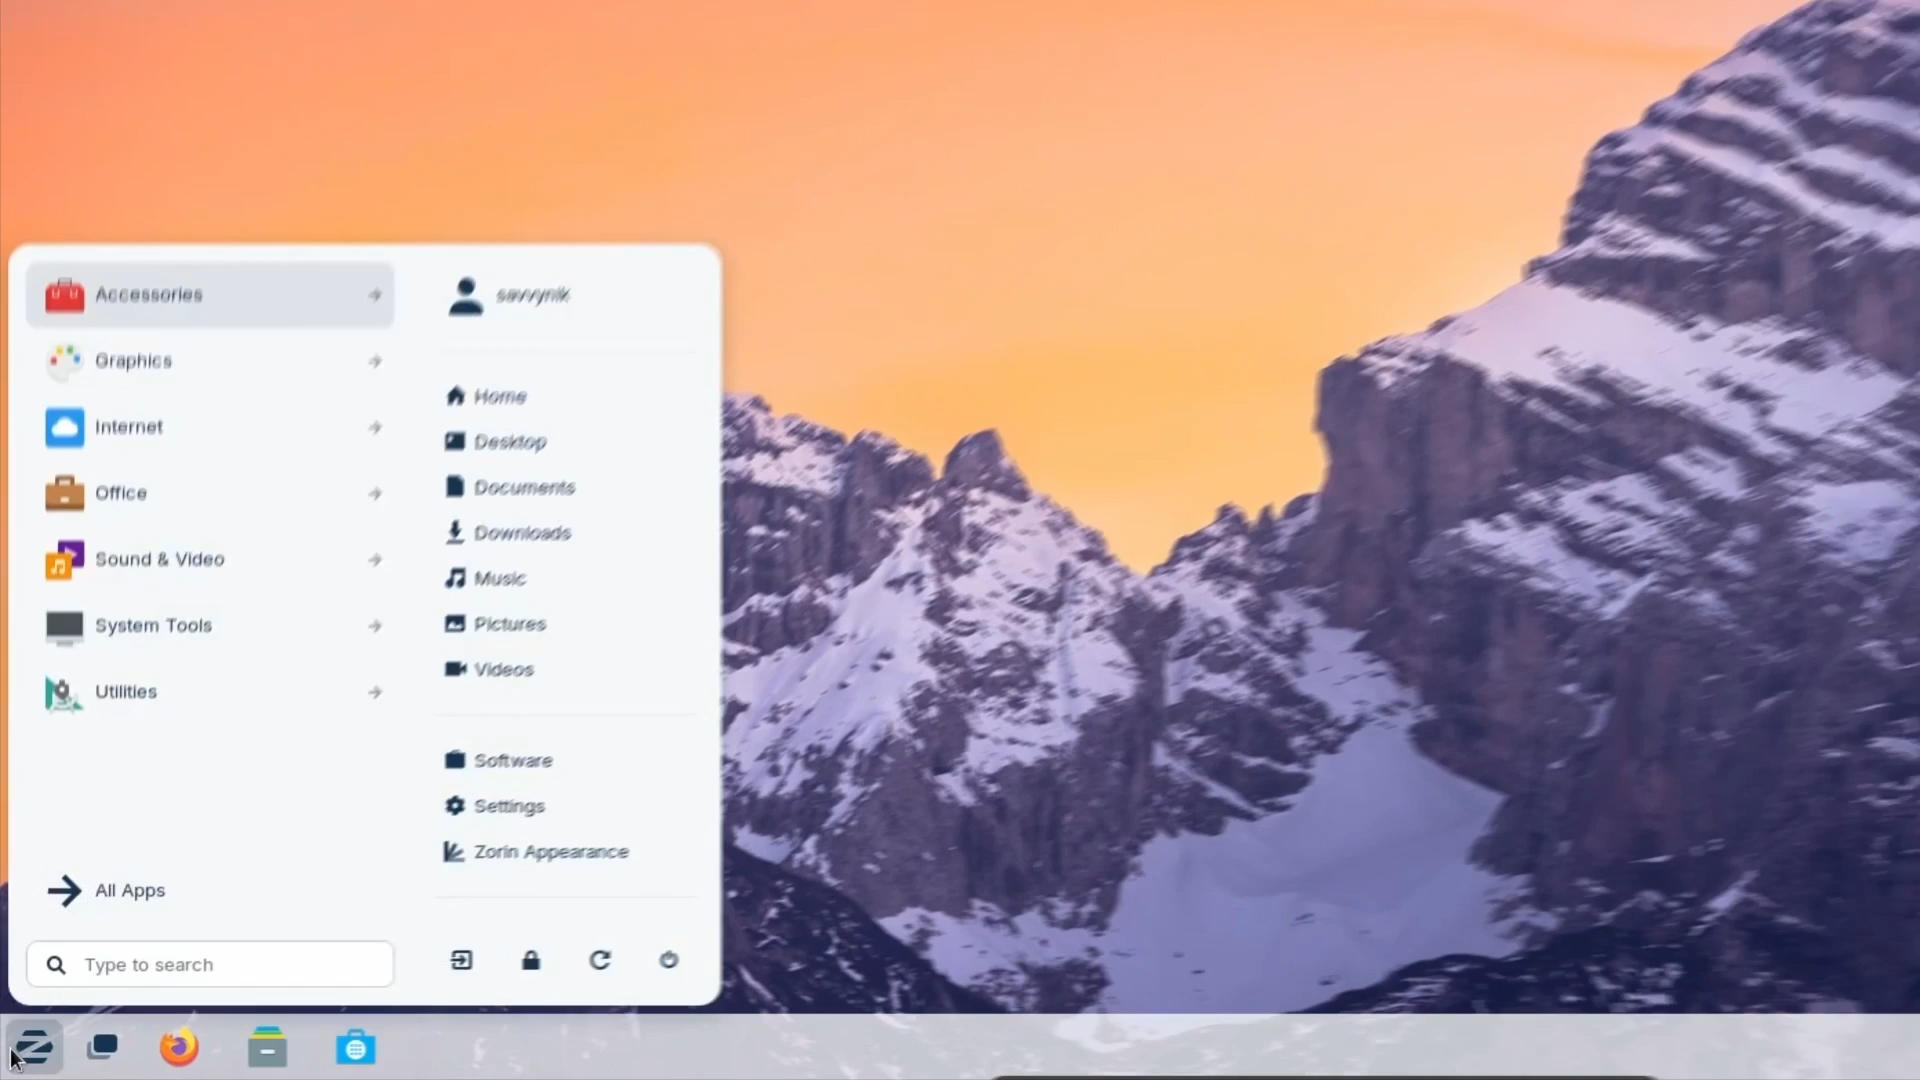 Accessories
Graphics
Internet
Office
Sound & Video
System Tools
Utilities
All Apps
Type to search
savvynik
Home
Desktop
Documents
Downloads
Music
Pictures
Videos
Software
Settings
Zorin Appearance